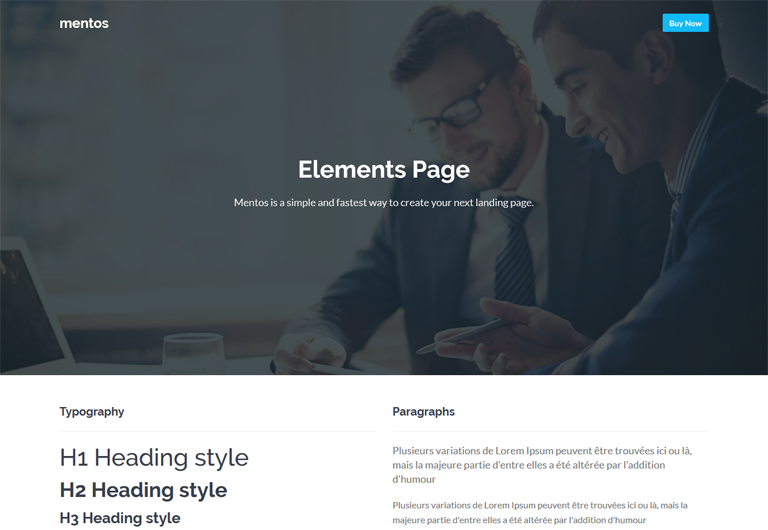 mentos
Buy Now
Elements Page
Mentos is a simple and fastest way to create your next landing page.
Typography
H1 Heading style
H2 Heading style
H3 Heading style
Paragraphs
Plusieurs variations de Lorem Ipsum peuvent être trouvées ici ou là,
mais la majeure partie d'entre elles a été altérée par l'addition
d'humour
Plusieurs variations de Lorem Ipsum peuvent être trouvées ici ou là, mais la
majeure partie d'entre elles a été altérée par l'addition d'humour